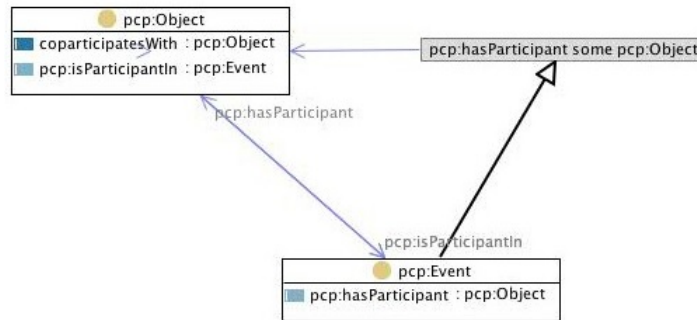 pcp:Object
coparticipatesWith : pcp:Object
pcp:isParticipantIn : pcp:Event
pcp:hasParticipant some pcp:Object
pcp:hasParticipant
pcp:isParticipantIn
pcp:Event
pcp:hasParticipant : pcp:Object